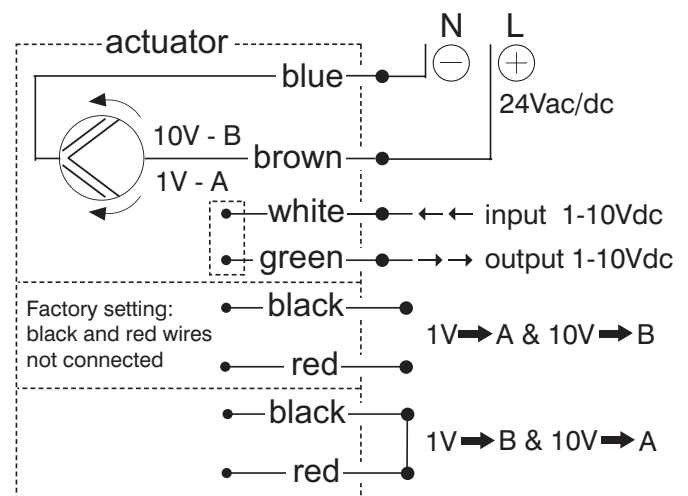 actuator
N L
− +
blue
24Vac/dc
10V - B
brown
1V - A
white ←← input 1-10Vdc
green →→ output 1-10Vdc
Factory setting:
black and red wires
not connected
black
1V➡A & 10V➡B
red
black
1V➡B & 10V➡A
red